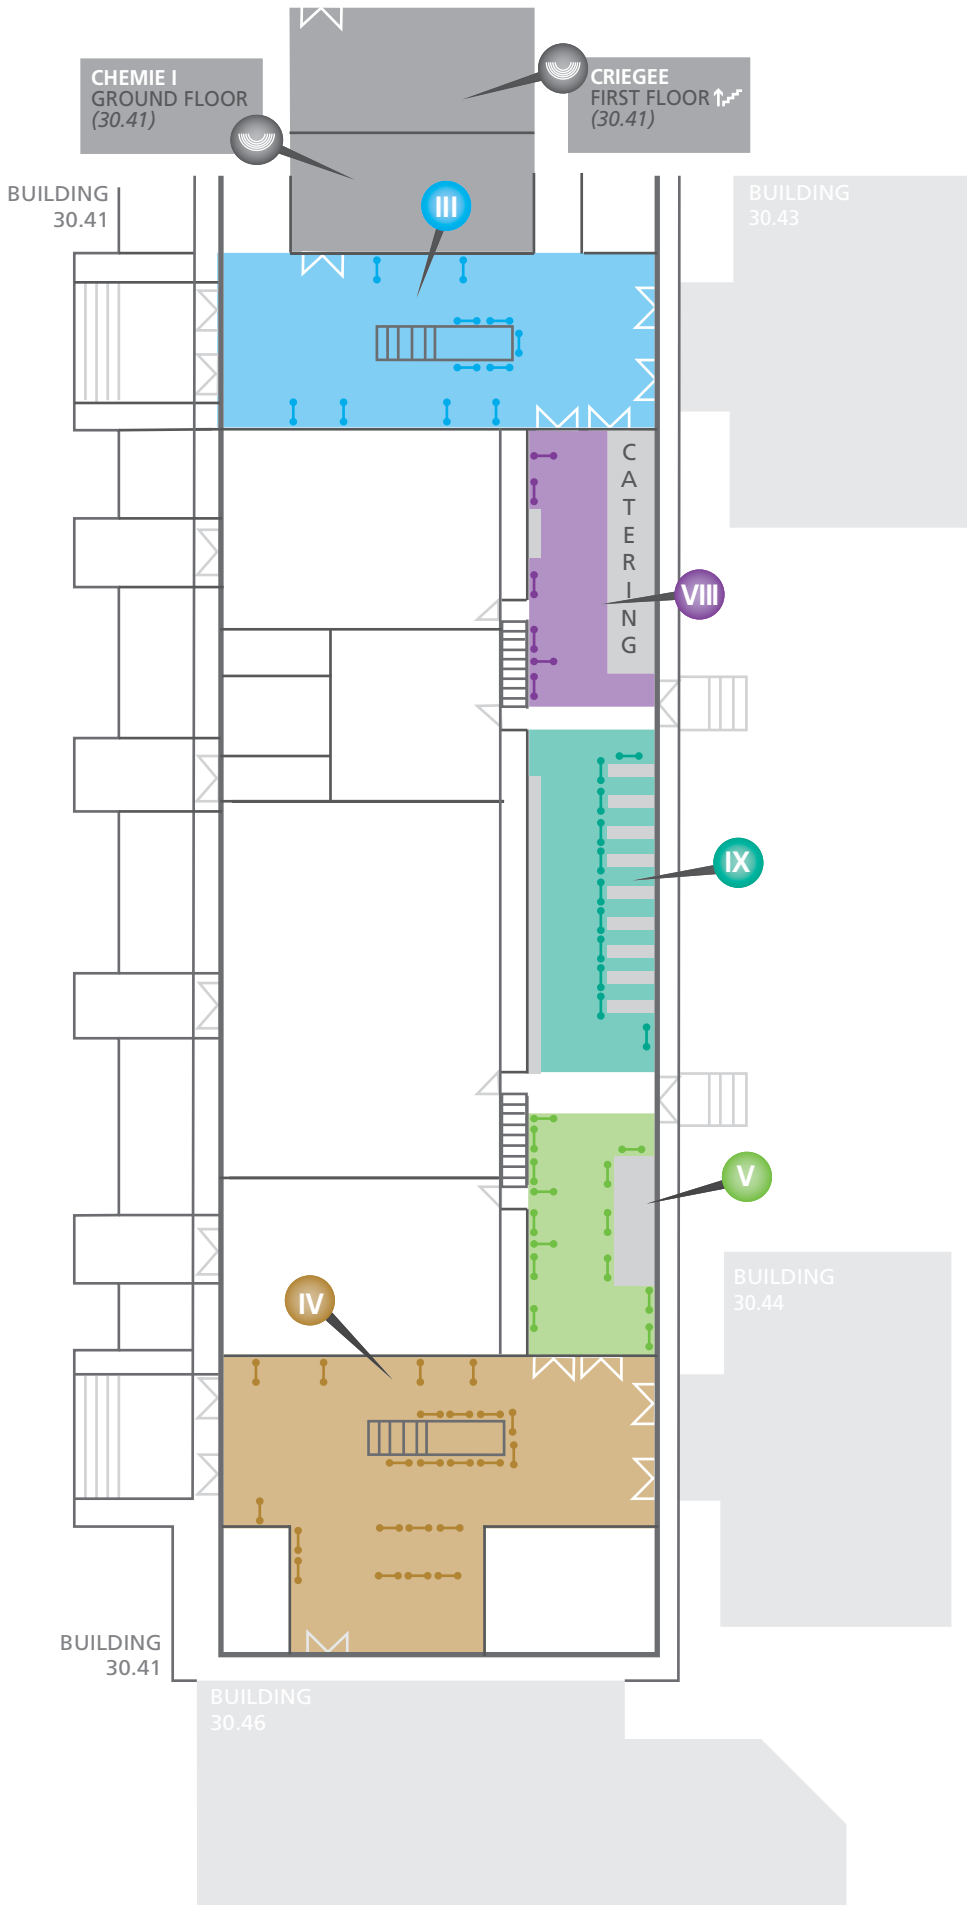 CHEMIE I
GROUND FLOOR
(30.41)
CRIEGEE
FIRST FLOOR
(30.41)
BUILDING
30.41
III
BUILDING
30.43
C
A
T
E
R
I
N
G
VIII
IX
V
IV
BUILDING
30.44
BUILDING
30.41
BUILDING
30.46